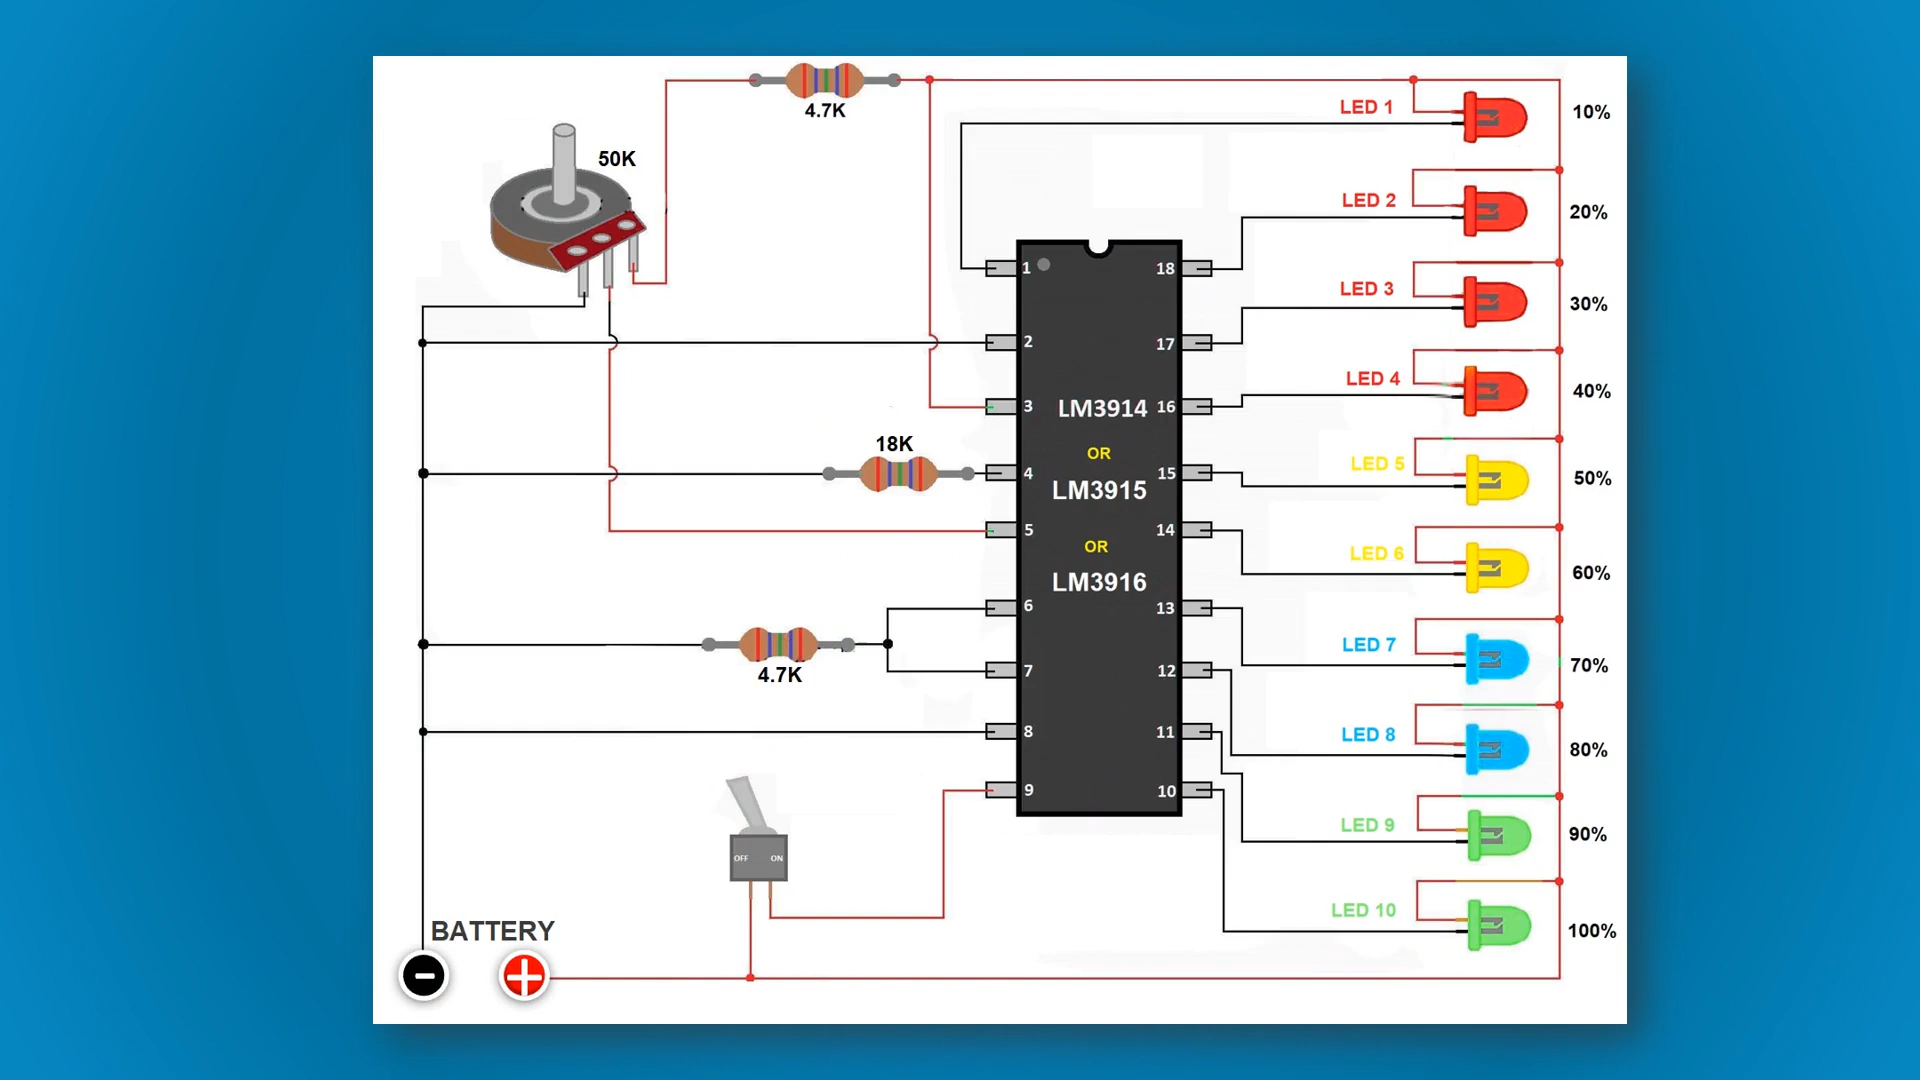 4.7K
LED 1
10%
50K
LED 2
20%
1
18
LED 3
30%
2
17
LED 4
40%
3
LM3914
16
18K
OR
LED 5
50%
4
15
LM3915
5
14
OR
LED 6
60%
LM3916
6
13
LED 7
70%
7
12
4.7K
8
11
LED 8
80%
9
10
LED 9
90%
OFF
ON
LED 10
100%
BATTERY
-
+